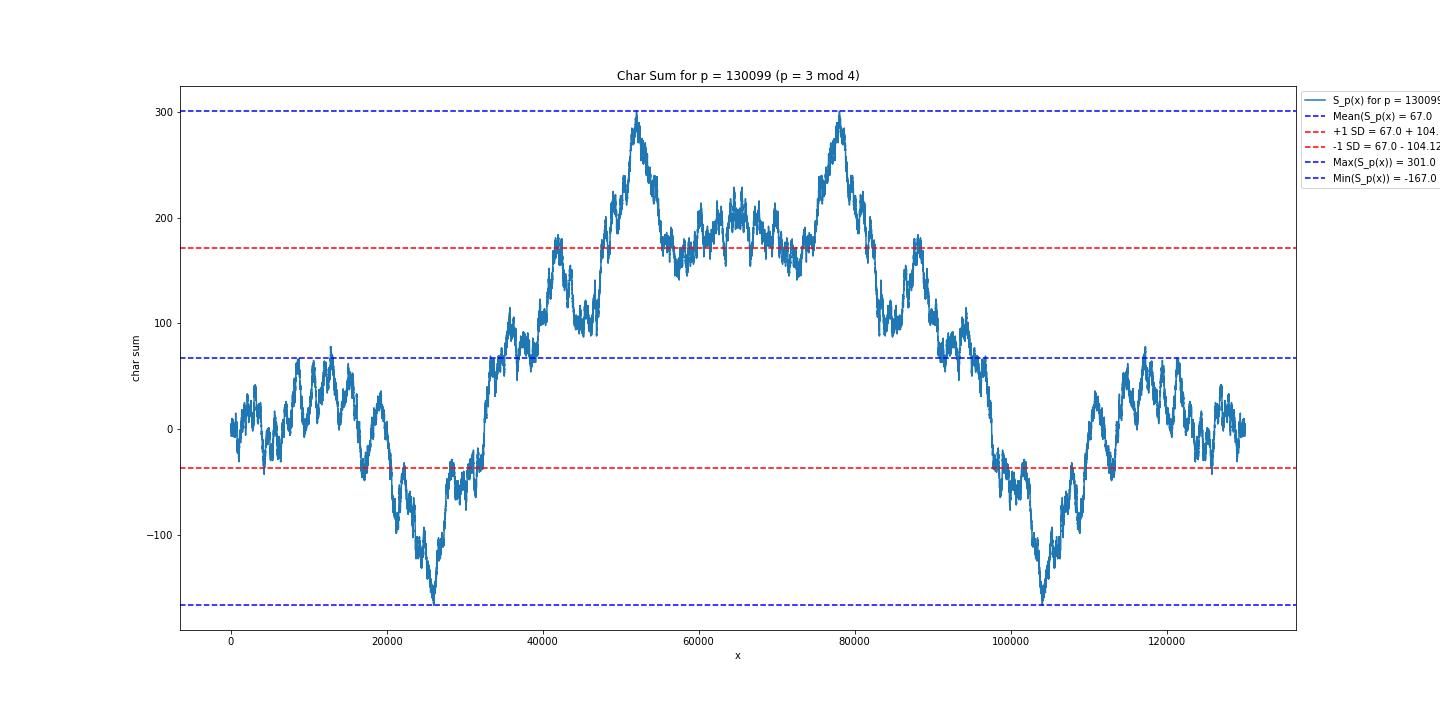 Char Sum for p = 130099 (p = 3 mod 4)
300
200
100
0
−100
char sum
0
20000
40000
60000
80000
100000
120000
x
S_p(x) for p = 130099
Mean(S_p(x) = 67.0
+1 SD = 67.0 + 104.
-1 SD = 67.0 - 104.12
Max(S_p(x)) = 301.0
Min(S_p(x)) = -167.0